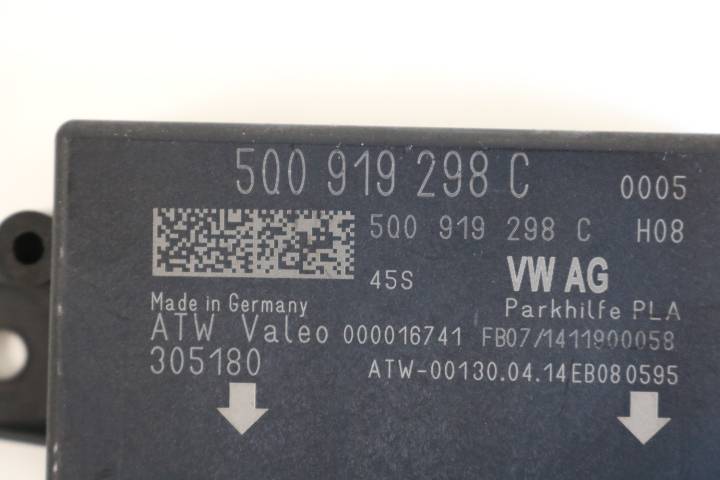 5Q0 919 298 C 0005
5Q0 919 298 C H08
45S VW AG
Made in Germany Parkhilfe PLA
ATW Valeo 000016741 FB07/1411900058
305180 ATW-00130.04.14EB080595